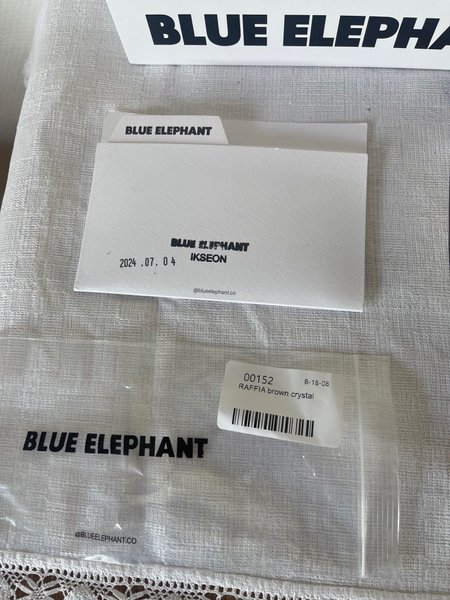 BLUE ELEPHA
BLUE ELEPHANT
BLUE ELEPHANT
IKSEON
2024 .07. 04
@blueelephant.co
00152
B-18-08
RAFFIA brown crystal
BLUE ELEPHANT
@BLUEELEPHANT.CO